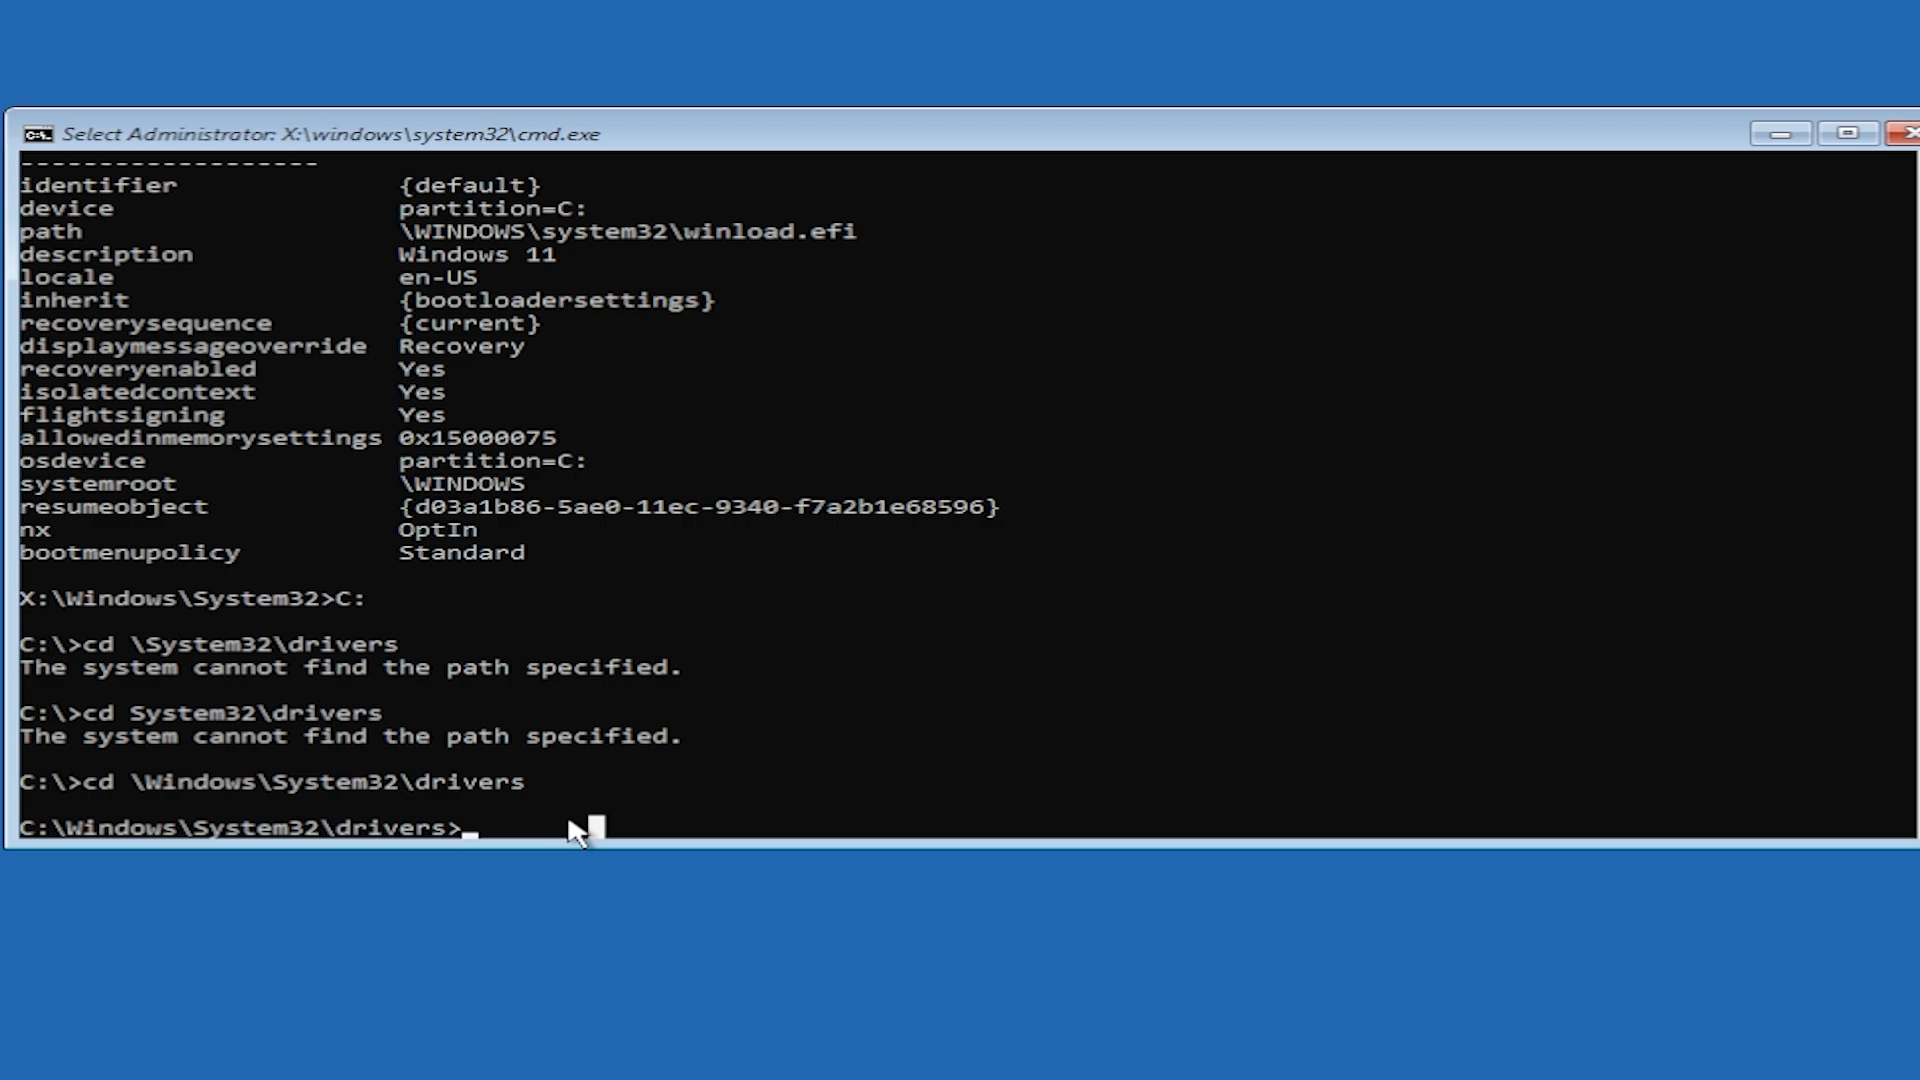 Select Administrator: X:\windows\system32\cmd.exe
-------------------
identifier {default}
device partition=C:
path \WINDOWS\system32\winload.efi
description Windows 11
locale en-US
inherit {bootloadersettings}
recoverysequence {current}
displaymessageoverride Recovery
recoveryenabled Yes
isolatedcontext Yes
flightsigning Yes
allowedinmemorysettings 0x15000075
osdevice partition=C:
systemroot \WINDOWS
resumeobject {d03a1b86-5ae0-11ec-9340-f7a2b1e68596}
nx OptIn
bootmenupolicy Standard
X:\Windows\System32>C:
C:\>cd \System32\drivers
The system cannot find the path specified.
C:\>cd System32\drivers
The system cannot find the path specified.
C:\>cd \Windows\System32\drivers
C:\Windows\System32\drivers>